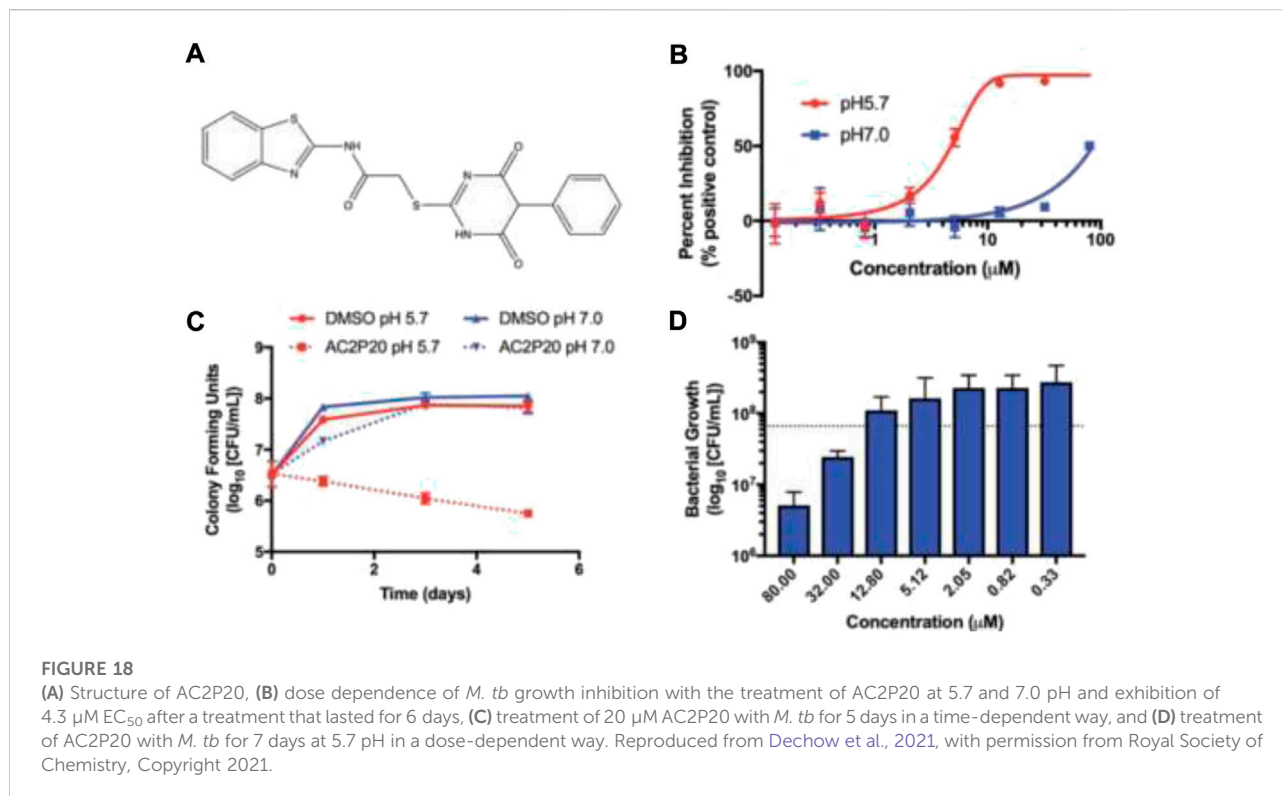 A
S
N
NH
O
S
N
NH
O
O
B
Percent Inhibition
(% positive control)
100
50
0
-50
pH5.7
pH7.0
1
10
100
Concentration (μM)
C
DMSO pH 5.7
DMSO pH 7.0
AC2P20 pH 5.7
AC2P20 pH 7.0
Colony Forming Units
(log10 [CFU/mL])
9
8
7
6
5
0
2
4
6
Time (days)
D
Bacterial Growth
(log10 [CFU/mL])
10⁹
10⁸
10⁷
10⁶
80.00
32.00
12.80
5.12
2.05
0.82
0.33
Concentration (μM)
FIGURE 18
(A) Structure of AC2P20, (B) dose dependence of M. tb growth inhibition with the treatment of AC2P20 at 5.7 and 7.0 pH and exhibition of
4.3 μM EC50 after a treatment that lasted for 6 days, (C) treatment of 20 μM AC2P20 with M. tb for 5 days in a time-dependent way, and (D) treatment
of AC2P20 with M. tb for 7 days at 5.7 pH in a dose-dependent way. Reproduced from Dechow et al., 2021, with permission from Royal Society of
Chemistry, Copyright 2021.